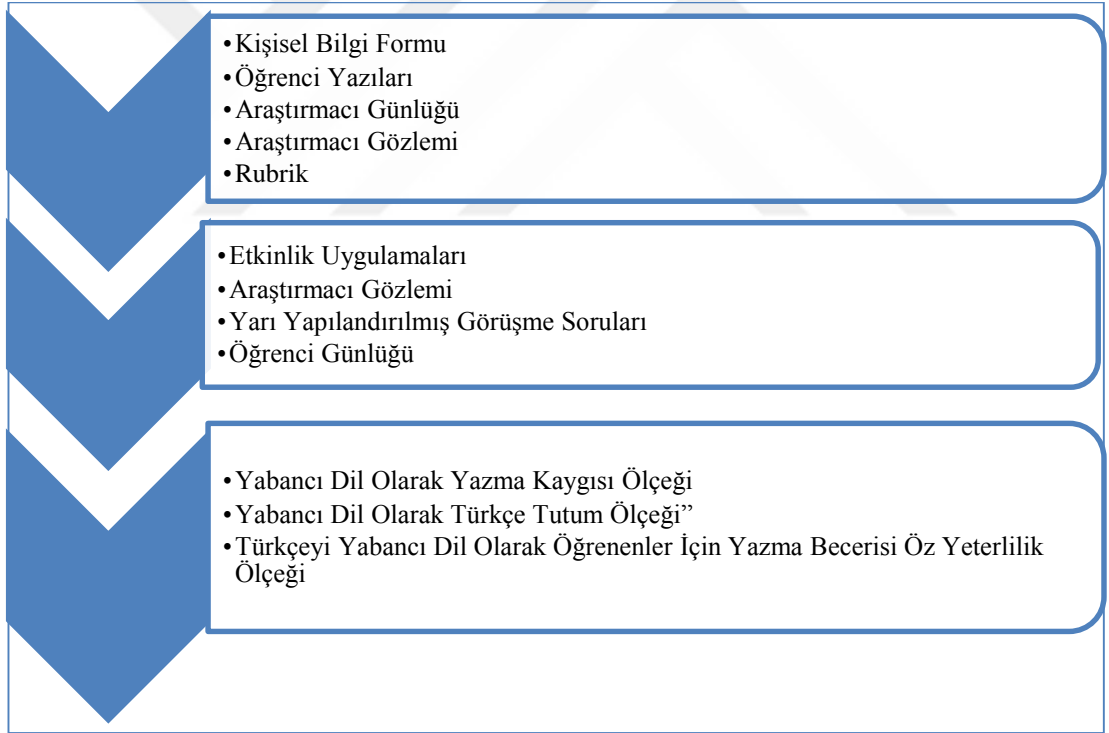 •Kişisel Bilgi Formu
•Öğrenci Yazıları
•Araştırmacı Günlüğü
•Araştırmacı Gözlemi
•Rubrik
•Etkinlik Uygulamaları
•Araştırmacı Gözlemi
•Yarı Yapılandırılmış Görüşme Soruları
•Öğrenci Günlüğü
•Yabancı Dil Olarak Yazma Kaygısı Ölçeği
•Yabancı Dil Olarak Türkçe Tutum Ölçeği”
•Türkçeyi Yabancı Dil Olarak Öğrenenler İçin Yazma Becerisi Öz Yeterlilik
Ölçeği